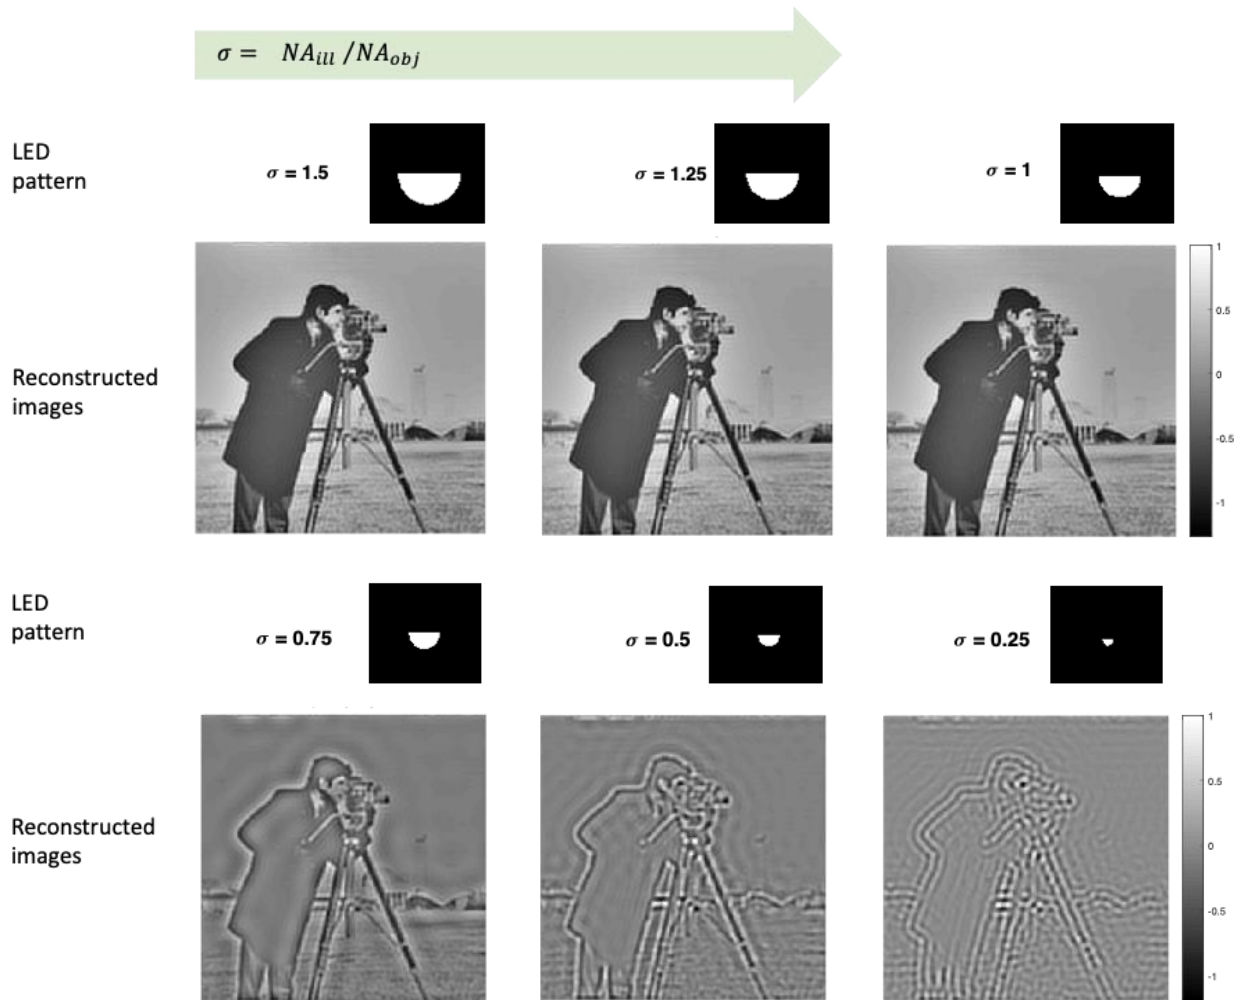 σ = NA_ill /NA_obj
LED
pattern
σ = 1.5
σ = 1.25
σ = 1
Reconstructed
images
1
0.5
0
-0.5
-1
LED
pattern
σ = 0.75
σ = 0.5
σ = 0.25
Reconstructed
images
1
0.5
0
-0.5
-1